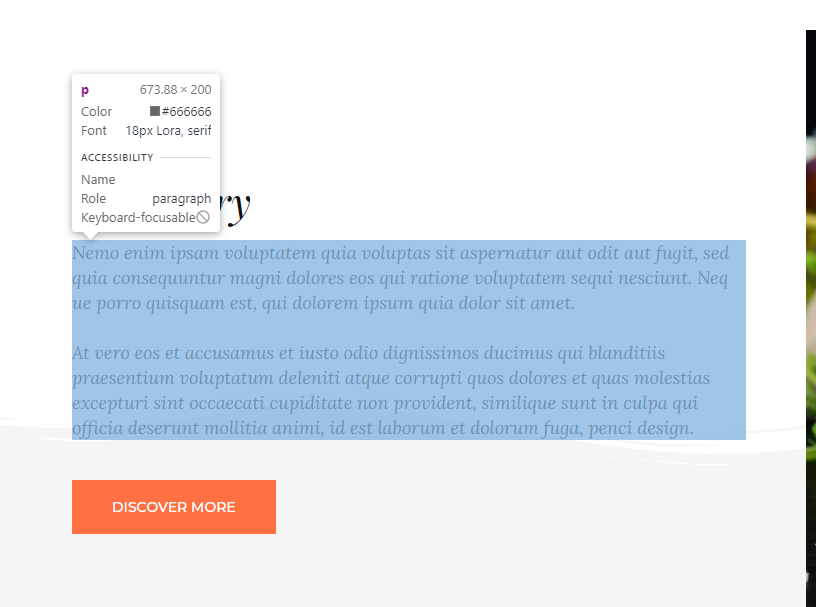 p 673.88 × 200
Color #666666
Font 18px Lora, serif
ACCESSIBILITY
Name
Role paragraph
Keyboard-focusable
Nemo enim ipsam voluptatem quia voluptas sit aspernatur aut odit aut fugit, sed
quia consequuntur magni dolores eos qui ratione voluptatem sequi nesciunt. Neq
ue porro quisquam est, qui dolorem ipsum quia dolor sit amet.
At vero eos et accusamus et iusto odio dignissimos ducimus qui blanditiis
praesentium voluptatum deleniti atque corrupti quos dolores et quas molestias
excepturi sint occaecati cupiditate non provident, similique sunt in culpa qui
officia deserunt mollitia animi, id est laborum et dolorum fuga, penci design.
DISCOVER MORE